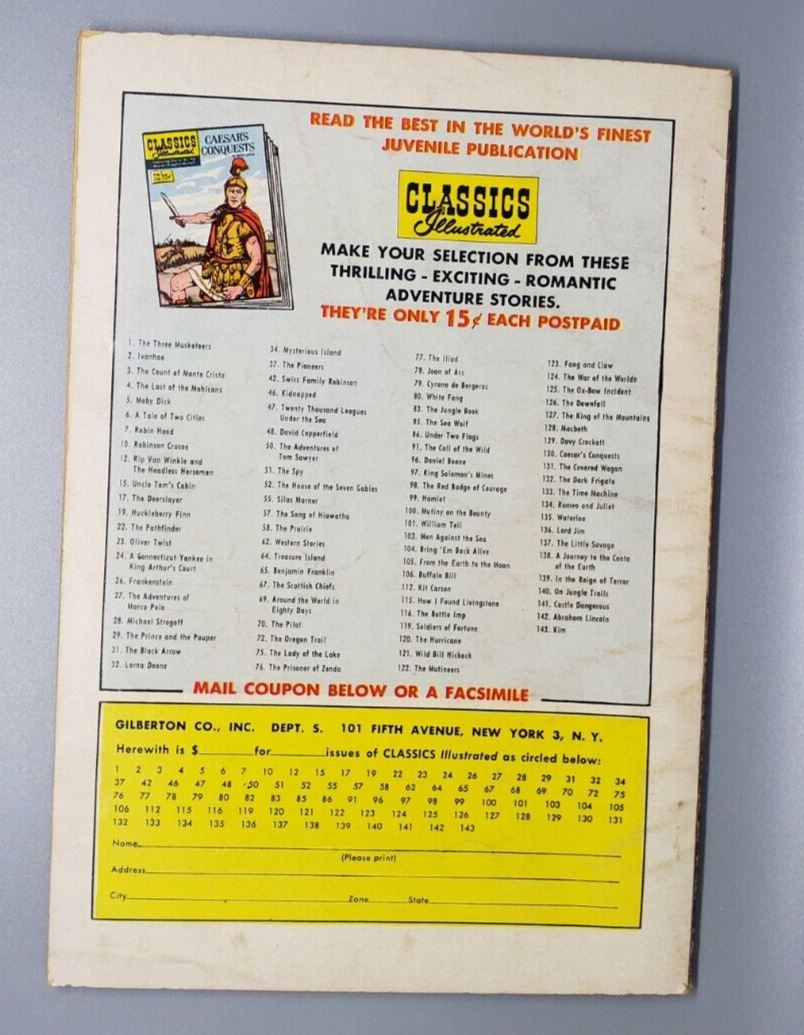 CLASSICS
Illustrated
CAESAR'S
CONQUESTS
15¢
READ THE BEST IN THE WORLD'S FINEST
JUVENILE PUBLICATION
CLASSICS
Illustrated
MAKE YOUR SELECTION FROM THESE
THRILLING - EXCITING - ROMANTIC
ADVENTURE STORIES.
THEY'RE ONLY 15¢ EACH POSTPAID
1. The Three Musketeers
2. Ivanhoe
3. The Count of Monte Cristo
4. The Last of the Mohicans
5. Moby Dick
6. A Tale of Two Cities
7. Robin Hood
10. Robinson Crusoe
12. Rip Van Winkle and
The Headless Horseman
15. Uncle Tom's Cabin
17. The Deerslayer
19. Huckleberry Finn
22. The Pathfinder
23. Oliver Twist
24. A Connecticut Yankee in
King Arthur's Court
26. Frankenstein
27. The Adventures of
Marco Polo
28. Michael Strogoff
29. The Prince and the Pauper
31. The Black Arrow
32. Lorna Doone
34. Mysterious Island
37. The Pioneers
42. Swiss Family Robinson
46. Kidnapped
47. Twenty Thousand Leagues
Under the Sea
48. David Copperfield
50. The Adventures of
Tom Sawyer
51. The Spy
52. The House of the Seven Gables
55. Silas Marner
57. The Song of Hiawatha
58. The Prairie
62. Western Stories
64. Treasure Island
65. Benjamin Franklin
67. The Scottish Chiefs
69. Around the World in
Eighty Days
70. The Pilot
72. The Oregon Trail
75. The Lady of the Lake
76. The Prisoner of Zenda
77. The Iliad
78. Joan of Arc
79. Cyrano de Bergerac
80. White Fang
83. The Jungle Book
85. The Sea Wolf
86. Under Two Flags
91. The Call of the Wild
96. Daniel Boone
97. King Solomon's Mines
98. The Red Badge of Courage
99. Hamlet
100. Mutiny on the Bounty
101. William Tell
103. Men Against the Sea
104. Bring 'Em Back Alive
105. From the Earth to the Moon
106. Buffalo Bill
112. Kit Carson
115. How I Found Livingstone
116. The Bottle Imp
119. Soldiers of Fortune
120. The Hurricane
121. Wild Bill Hickock
122. The Mutineers
123. Fang and Claw
124. The War of the Worlds
125. The Ox-Bow Incident
126. The Downfall
127. The King of the Mountains
128. Macbeth
129. Davy Crockett
130. Caesar's Conquests
131. The Covered Wagon
132. The Dark Frigate
133. The Time Machine
134. Romeo and Juliet
135. Waterloo
136. Lord Jim
137. The Little Savage
138. A Journey to the Cente
of the Earth
139. In the Reign of Terror
140. On Jungle Trails
141. Castle Dangerous
142. Abraham Lincoln
143. Kim
MAIL COUPON BELOW OR A FACSIMILE
GILBERTON CO., INC. DEPT. S. 101 FIFTH AVENUE, NEW YORK 3, N. Y.
Herewith is $ for issues of CLASSICS Illustrated as circled below:
1 2 3 4 5 6 7 10 12 15 17 19 22 23 24 26 27 28 29 31 32 34
37 42 46 47 48 50 51 52 55 57 58 62 64 65 67 68 69 70 72 75
76 77 78 79 80 82 83 85 86 91 96 97 98 99 100 101 103 104 105
106 112 115 116 119 120 121 122 123 124 125 126 127 128 129 130 131
132 133 134 135 136 137 138 139 140 141 142 143
Name
(Please print)
Address
City Zone State